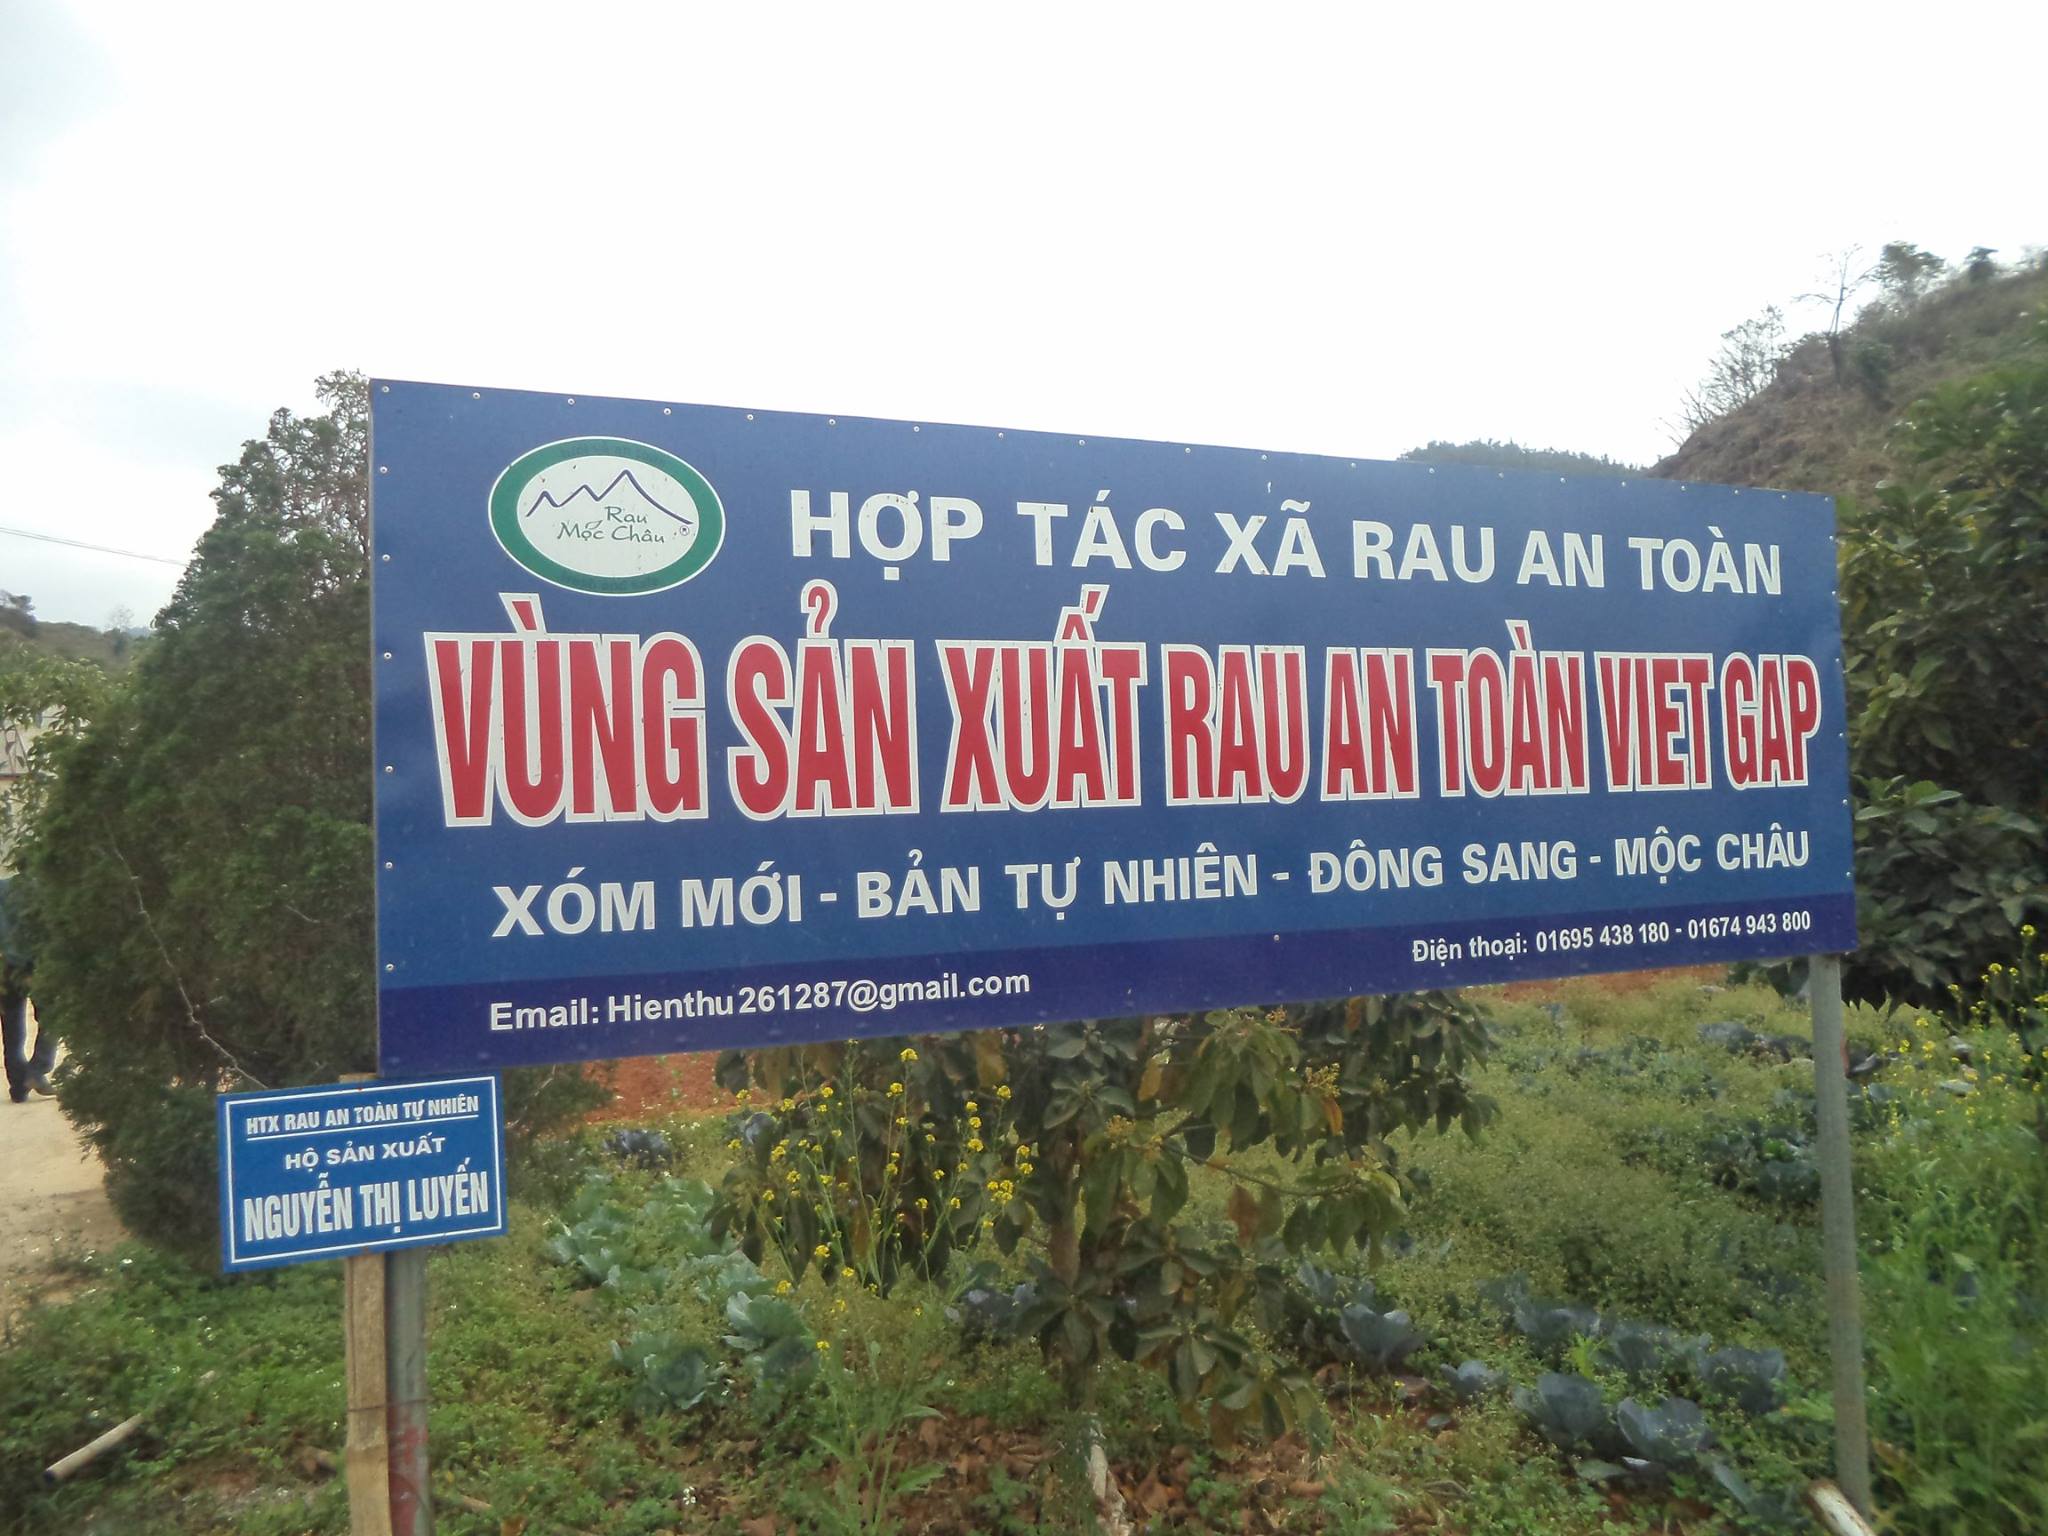 Rau
Mộc Châu
HỢP TÁC XÃ RAU AN TOÀN
VÙNG SẢN XUẤT RAU AN TOÀN VIET GAP
XÓM MỚI - BẢN TỰ NHIÊN - ĐÔNG SANG - MỘC CHÂU
Email: Hienthu261287@gmail.com
Điện thoại: 01695 438 180 - 01674 943 800
HTX RAU AN TOÀN TỰ NHIÊN
HỘ SẢN XUẤT
NGUYỄN THỊ LUYẾN